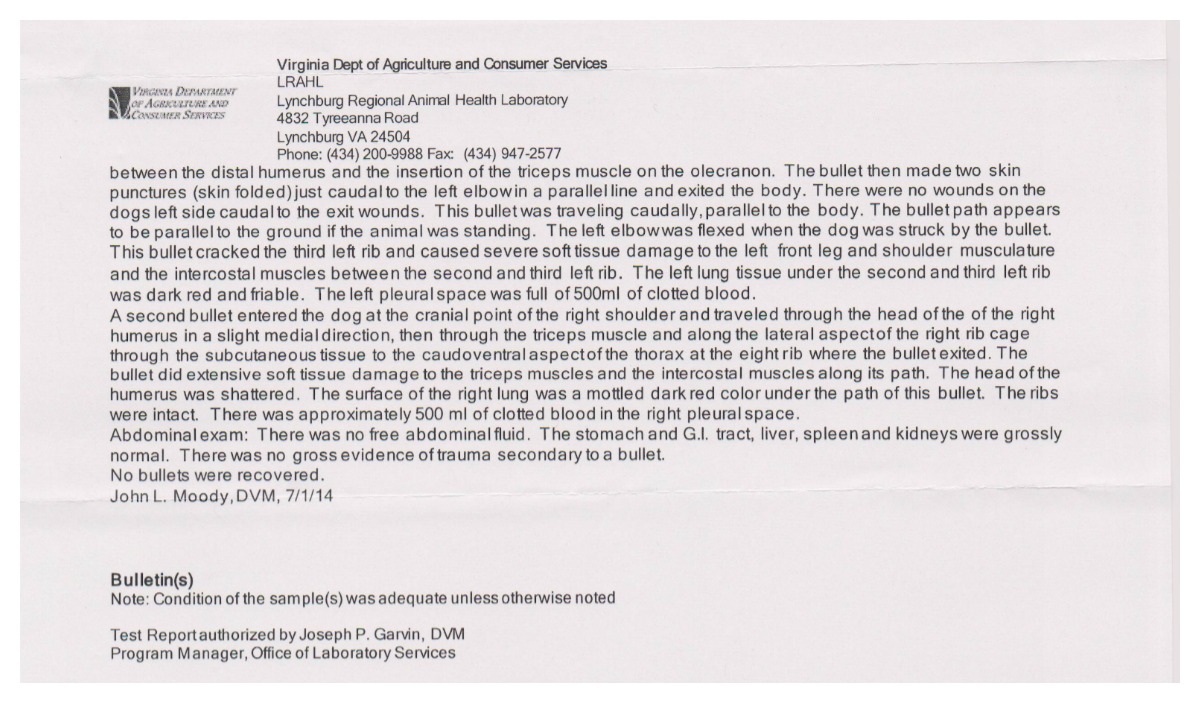 Virginia Dept of Agriculture and Consumer Services
LRAHL
VIRGINIA DEPARTMENT
OF AGRICULTURE AND
CONSUMER SERVICES
Lynchburg Regional Animal Health Laboratory
4832 Tyreeanna Road
Lynchburg VA 24504
Phone: (434) 200-9988 Fax: (434) 947-2577
between the distal humerus and the insertion of the triceps muscle on the olecranon. The bullet then made two skin
punctures (skin folded) just caudal to the left elbow in a parallel line and exited the body. There were no wounds on the
dogs left side caudal to the exit wounds. This bullet was traveling caudally, parallel to the body. The bullet path appears
to be parallel to the ground if the animal was standing. The left elbow was flexed when the dog was struck by the bullet.
This bullet cracked the third left rib and caused severe soft tissue damage to the left front leg and shoulder musculature
and the intercostal muscles between the second and third left rib. The left lung tissue under the second and third left rib
was dark red and friable. The left pleural space was full of 500ml of clotted blood.
A second bullet entered the dog at the cranial point of the right shoulder and traveled through the head of the of the right
humerus in a slight medial direction, then through the triceps muscle and along the lateral aspect of the right rib cage
through the subcutaneous tissue to the caudoventral aspect of the thorax at the eight rib where the bullet exited. The
bullet did extensive soft tissue damage to the triceps muscles and the intercostal muscles along its path. The head of the
humerus was shattered. The surface of the right lung was a mottled dark red color under the path of this bullet. The ribs
were intact. There was approximately 500 ml of clotted blood in the right pleural space.
Abdominal exam: There was no free abdominal fluid. The stomach and G.I. tract, liver, spleen and kidneys were grossly
normal. There was no gross evidence of trauma secondary to a bullet.
No bullets were recovered.
John L. Moody, DVM, 7/1/14
Bulletin(s)
Note: Condition of the sample(s) was adequate unless otherwise noted
Test Report authorized by Joseph P. Garvin, DVM
Program Manager, Office of Laboratory Services